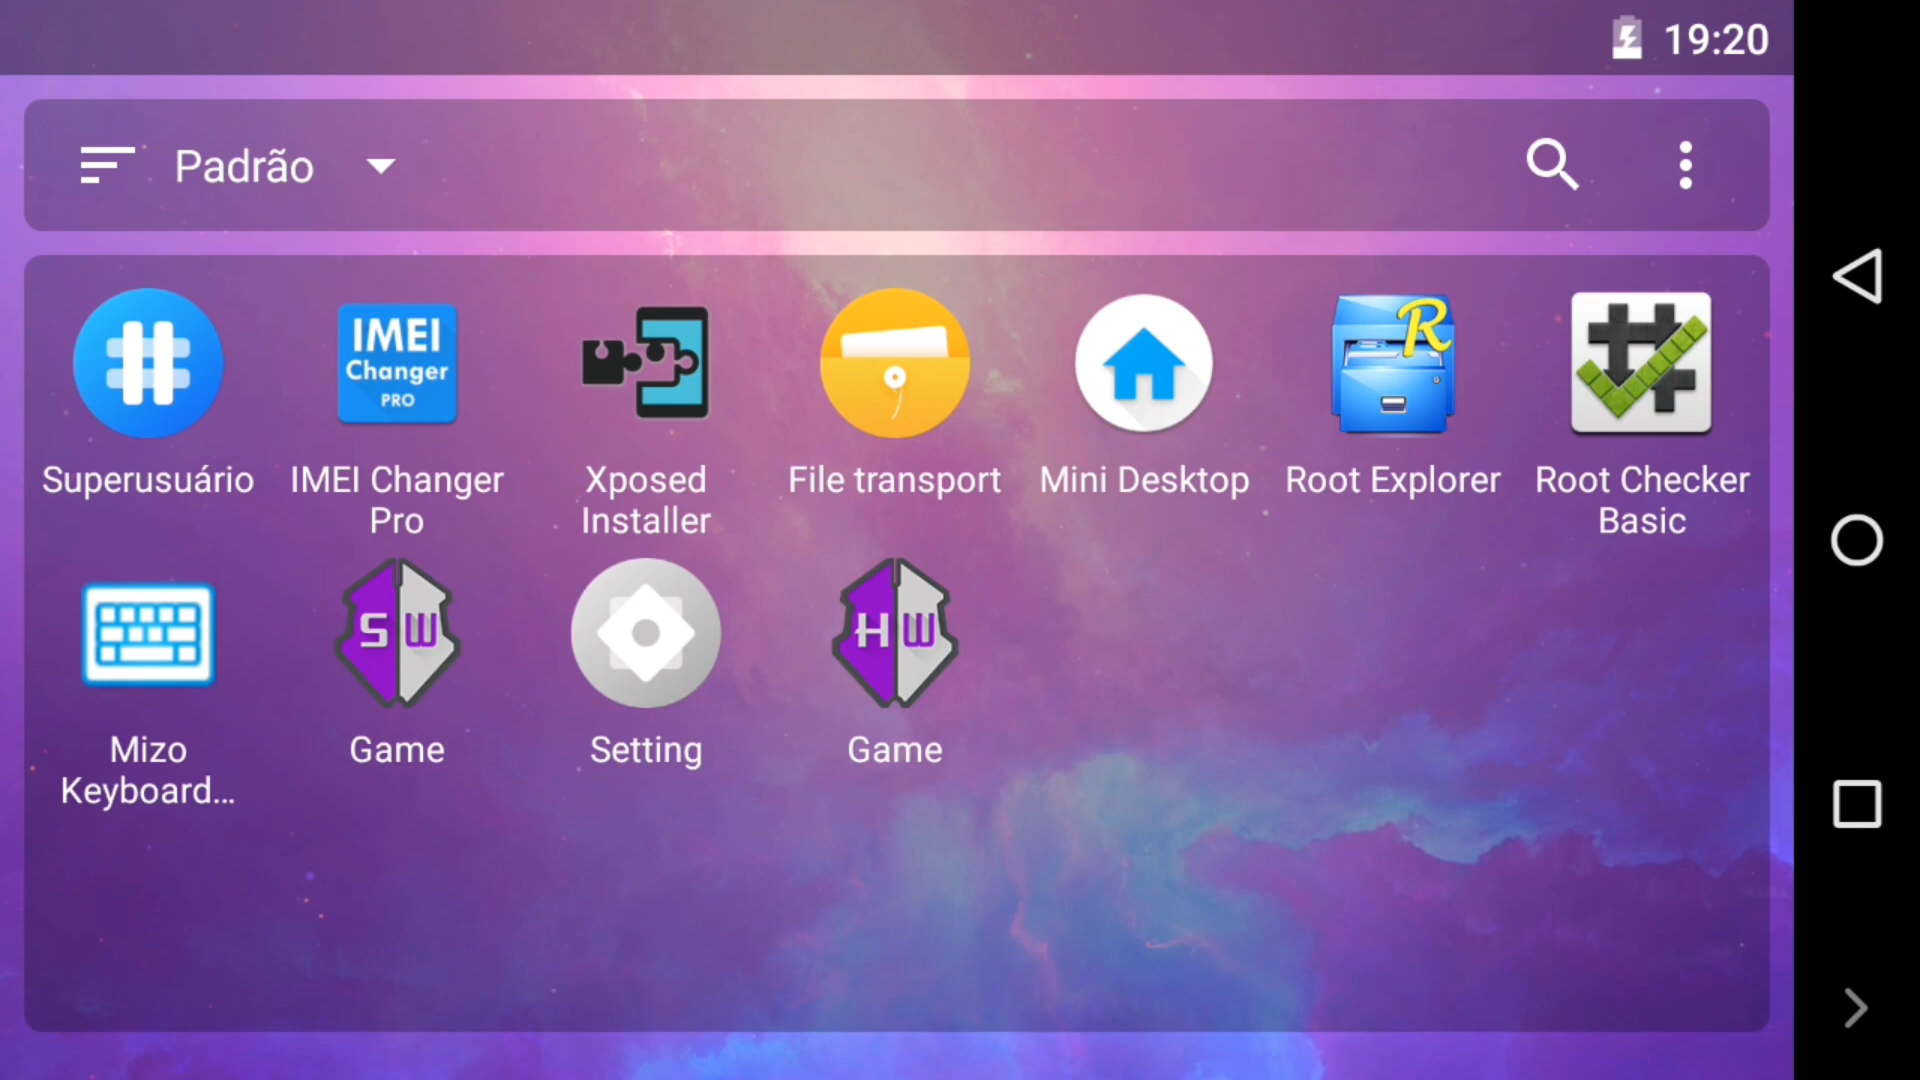 19:20
Padrão
IMEI
Changer
PRO
R
Superusuário
IMEI Changer
Pro
Xposed
Installer
File transport
Mini Desktop
Root Explorer
Root Checker
Basic
S W
H W
Mizo
Keyboard...
Game
Setting
Game